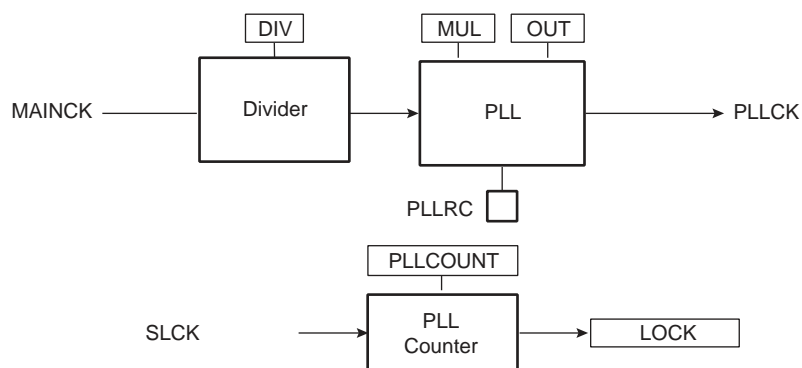 DIV
MUL
OUT
MAINCK
Divider
PLL
PLLCK
PLLRC
PLLCOUNT
SLCK
PLL
Counter
LOCK